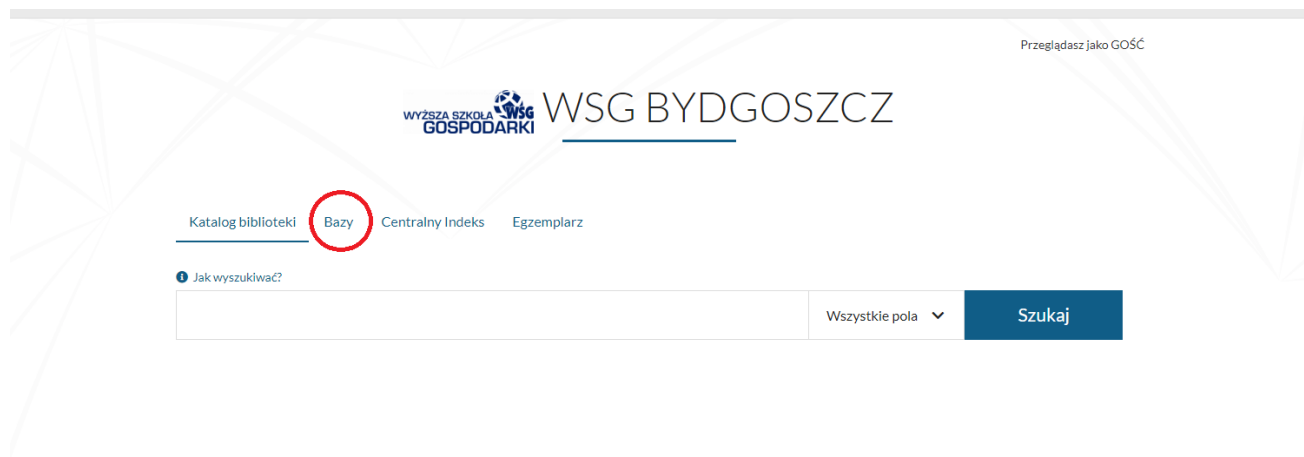 Przeglądasz jako GOŚĆ
WYŻSZA SZKOŁA WSG
GOSPODARKI
WSG BYDGOSZCZ
Katalog biblioteki Bazy Centralny Indeks Egzemplarz
Jak wyszukiwać?
Wszystkie pola Szukaj